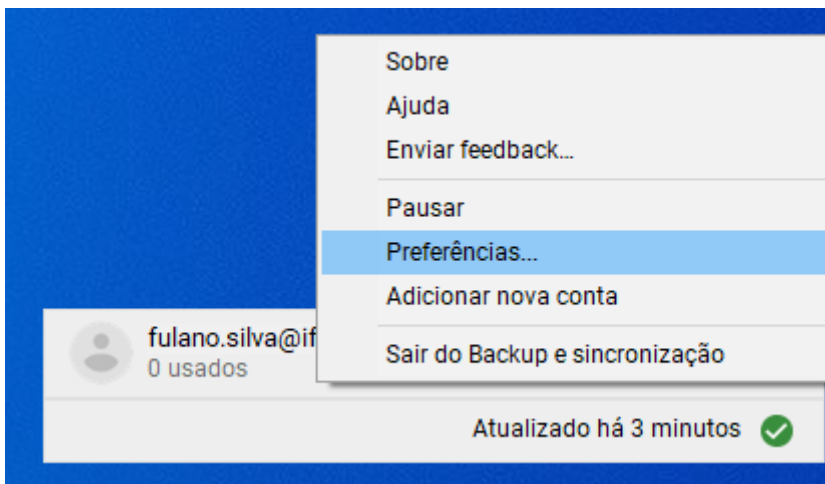 Sobre
Ajuda
Enviar feedback...
Pausar
Preferências...
Adicionar nova conta
Sair do Backup e sincronização
fulano.silva@if
0 usados
Atualizado há 3 minutos